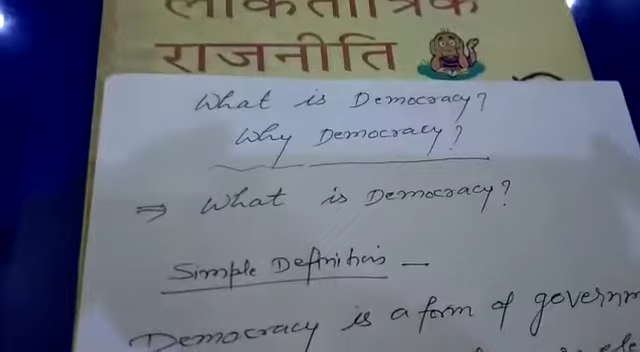 लोकतांत्रिक
राजनीति
What is Democracy?
Why Democracy?
⇒ What is Democracy?
Simple Definitions —
Democracy is a form of governm